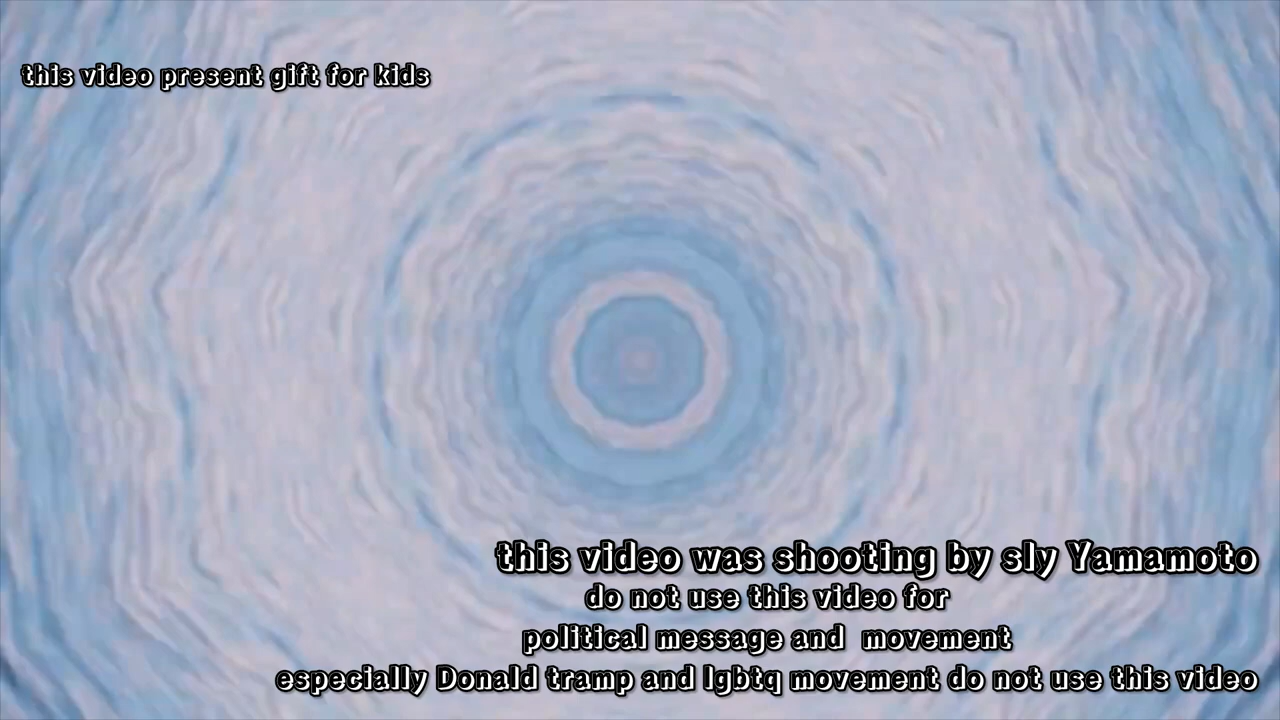 this video present gift for kids
this video was shooting by sly Yamamoto
do not use this video for
political message and movement
especially Donald tramp and lgbtq movement do not use this video